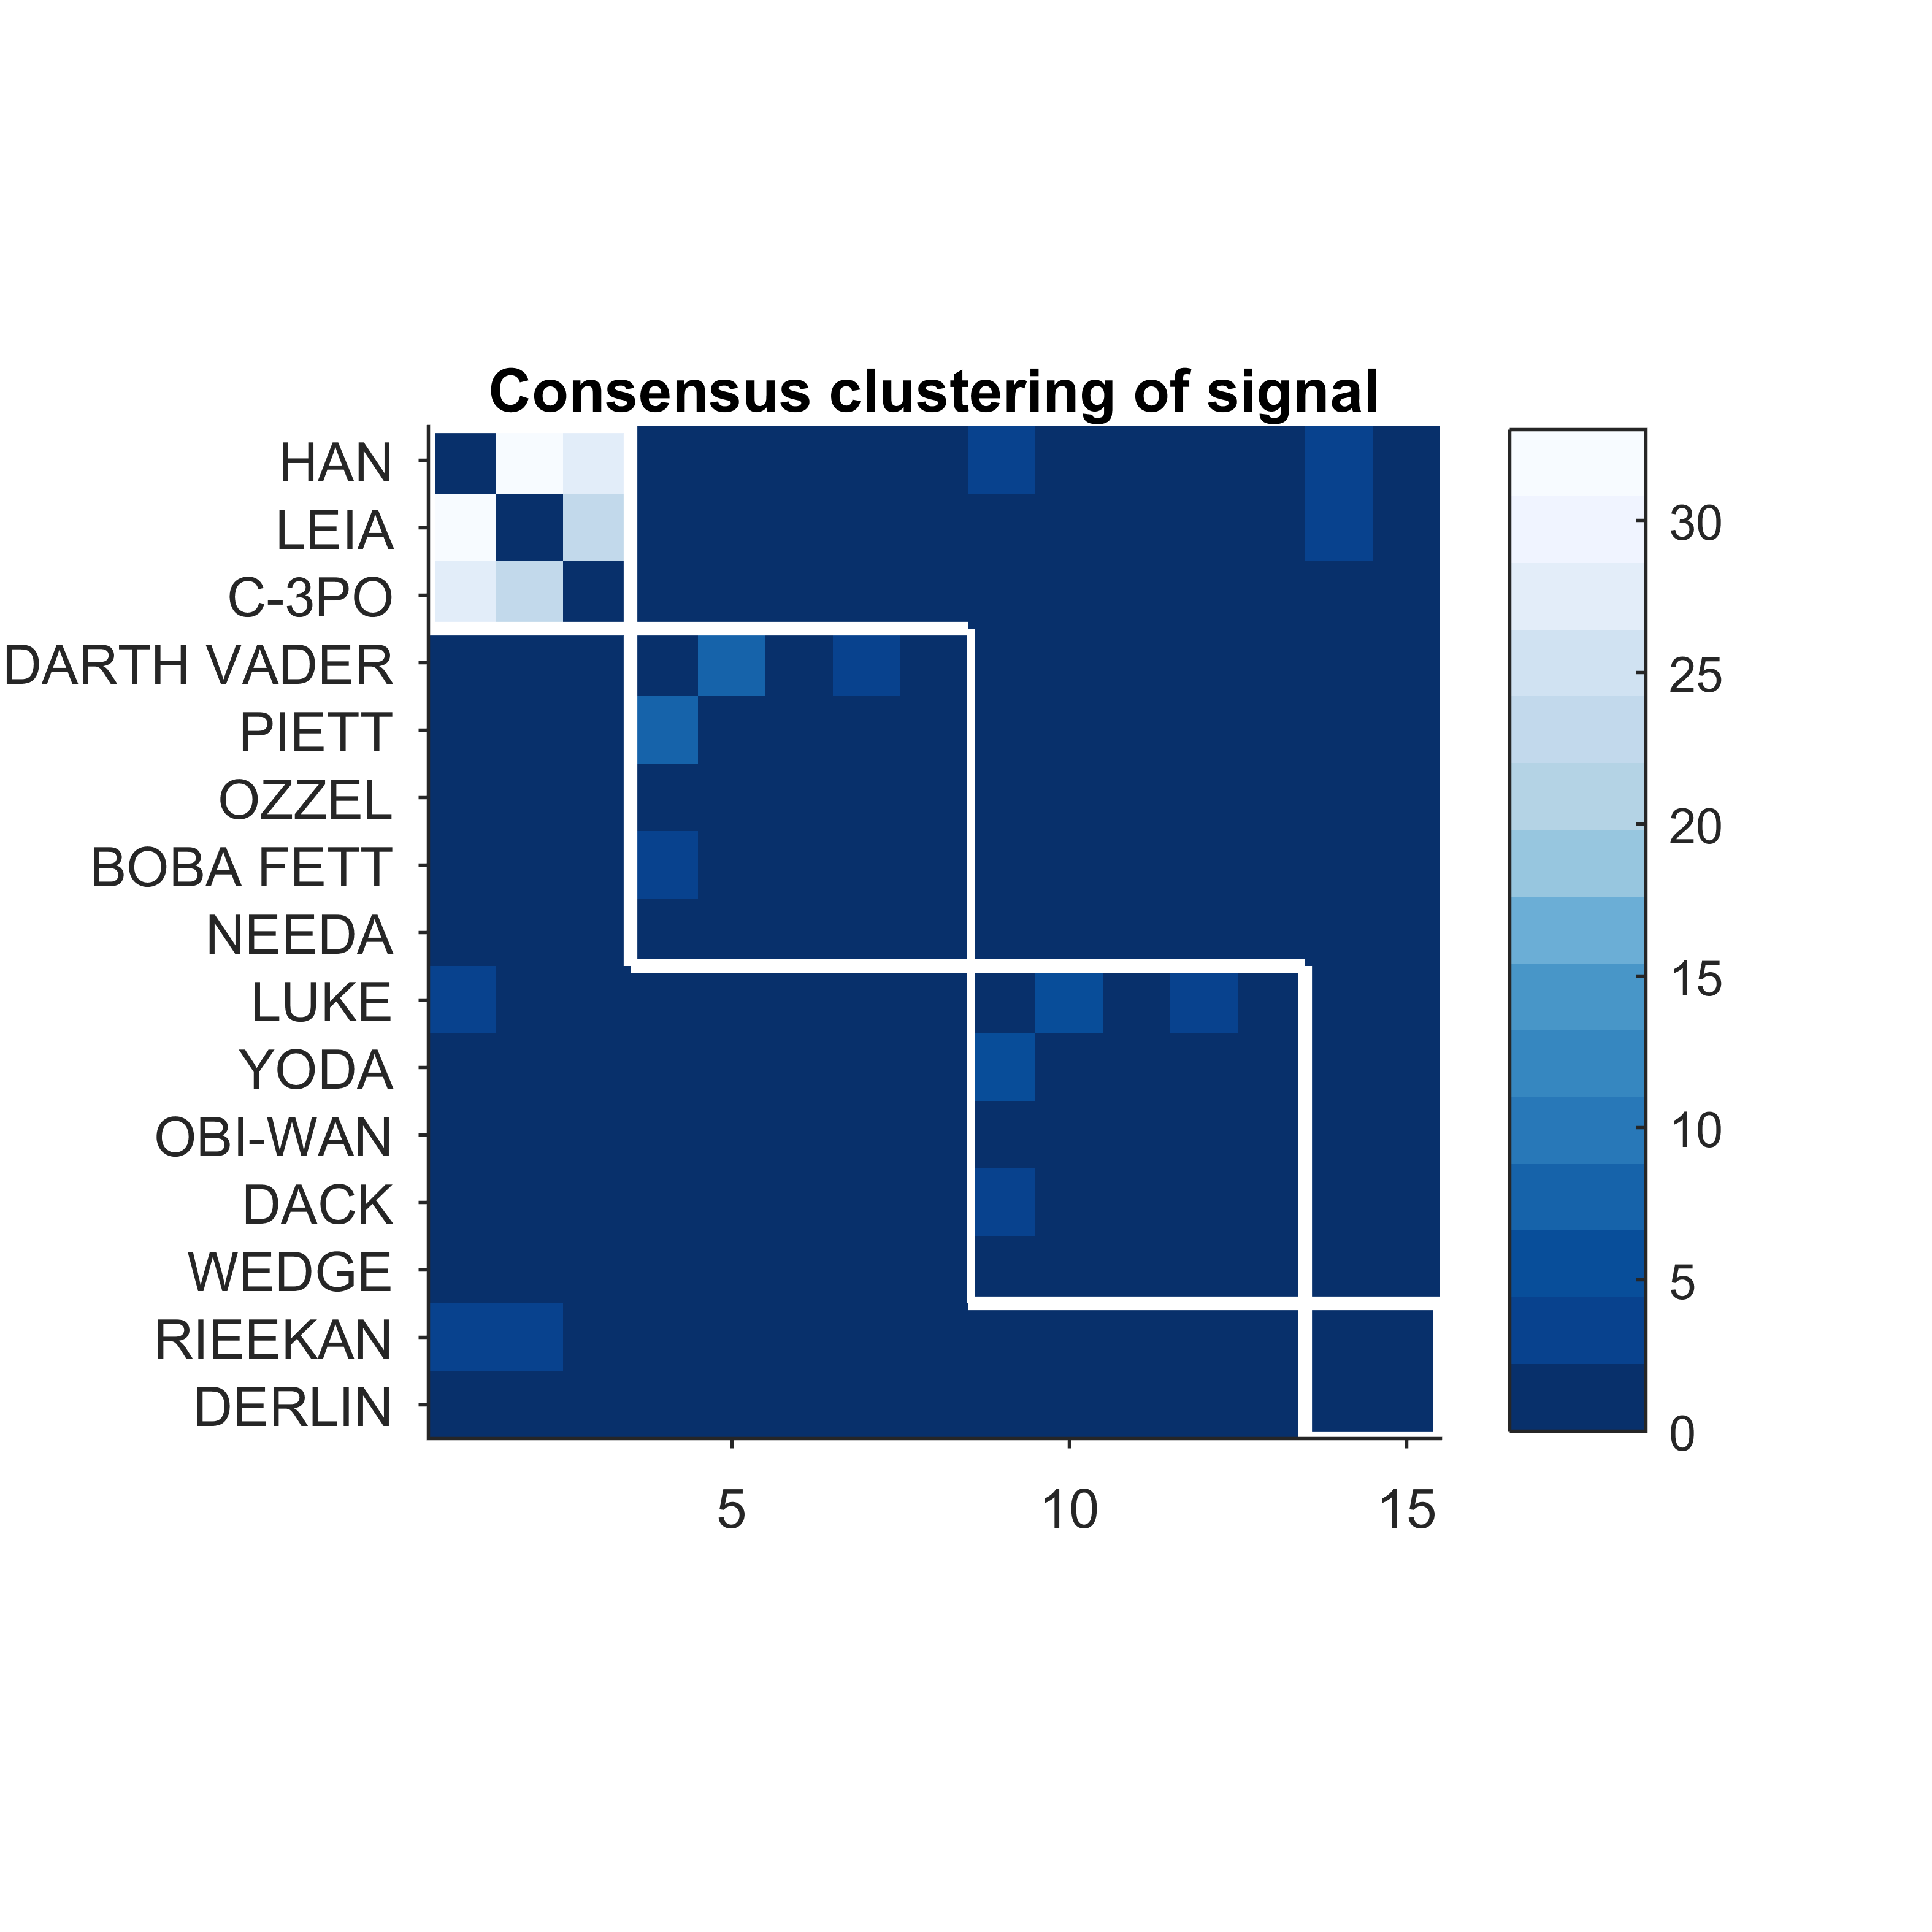 Consensus clustering of signal
HAN
LEIA
C-3PO
DARTH VADER
PIETT
OZZEL
BOBA FETT
NEEDA
LUKE
YODA
OBI-WAN
DACK
WEDGE
RIEEKAN
DERLIN
5
10
15
30
25
20
15
10
5
0